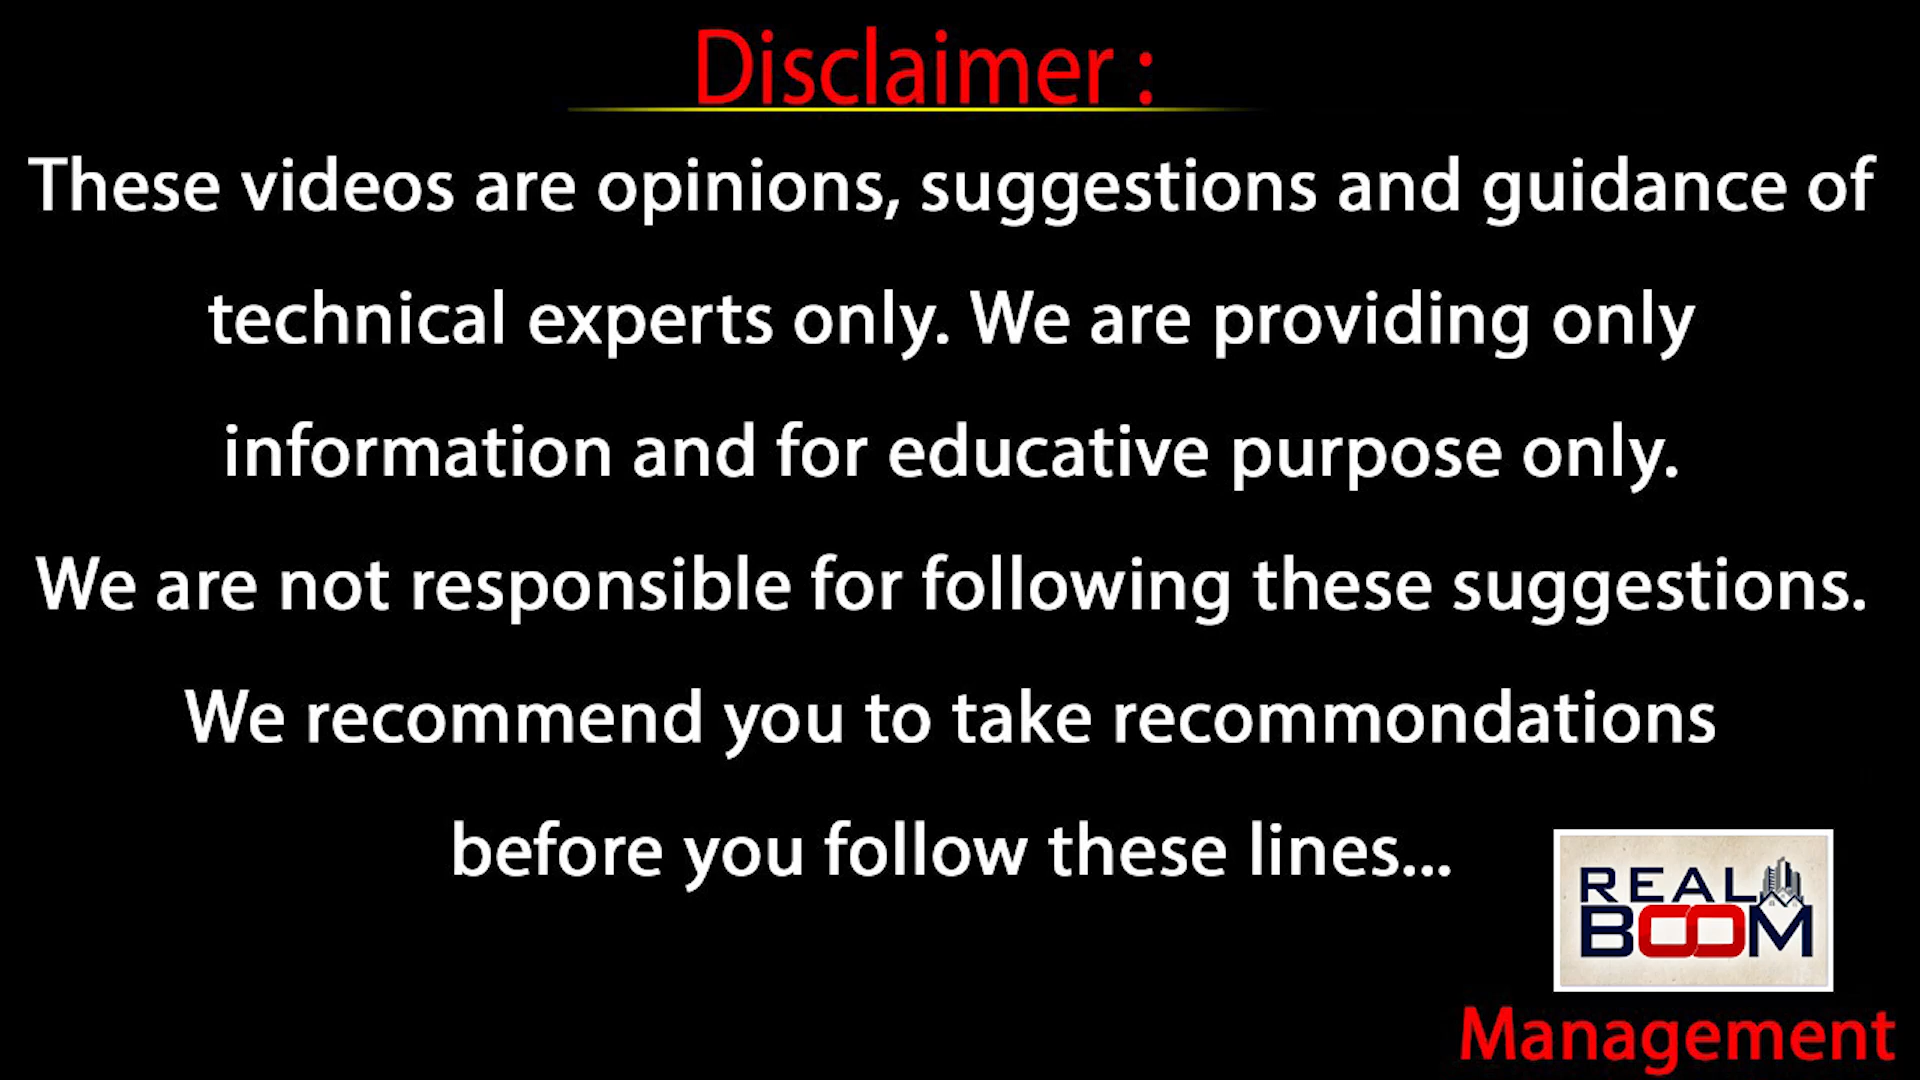 Disclaimer :
These videos are opinions, suggestions and guidance of
technical experts only. We are providing only
information and for educative purpose only.
We are not responsible for following these suggestions.
We recommend you to take recommondations
before you follow these lines...
REAL
BOOM
Management